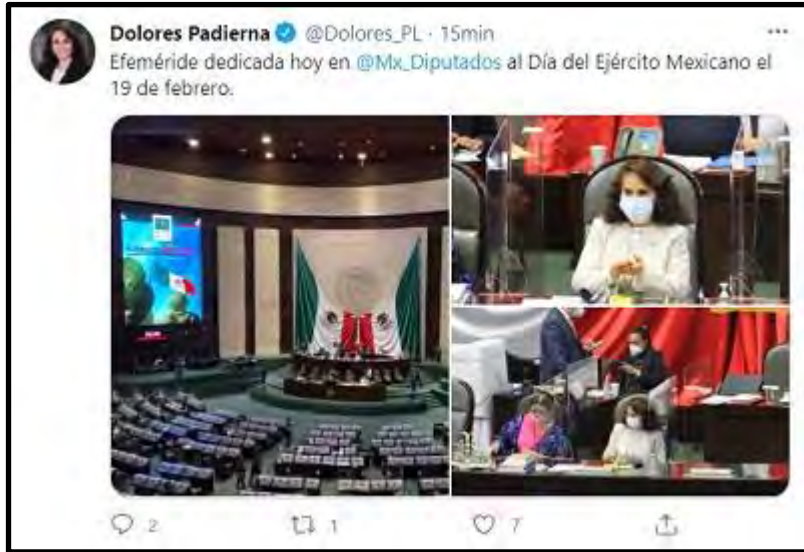 Dolores Padierna @Dolores_PL · 15min
Efeméride dedicada hoy en @Mx_Diputados al Día del Ejército Mexicano el
19 de febrero.
2 1 7